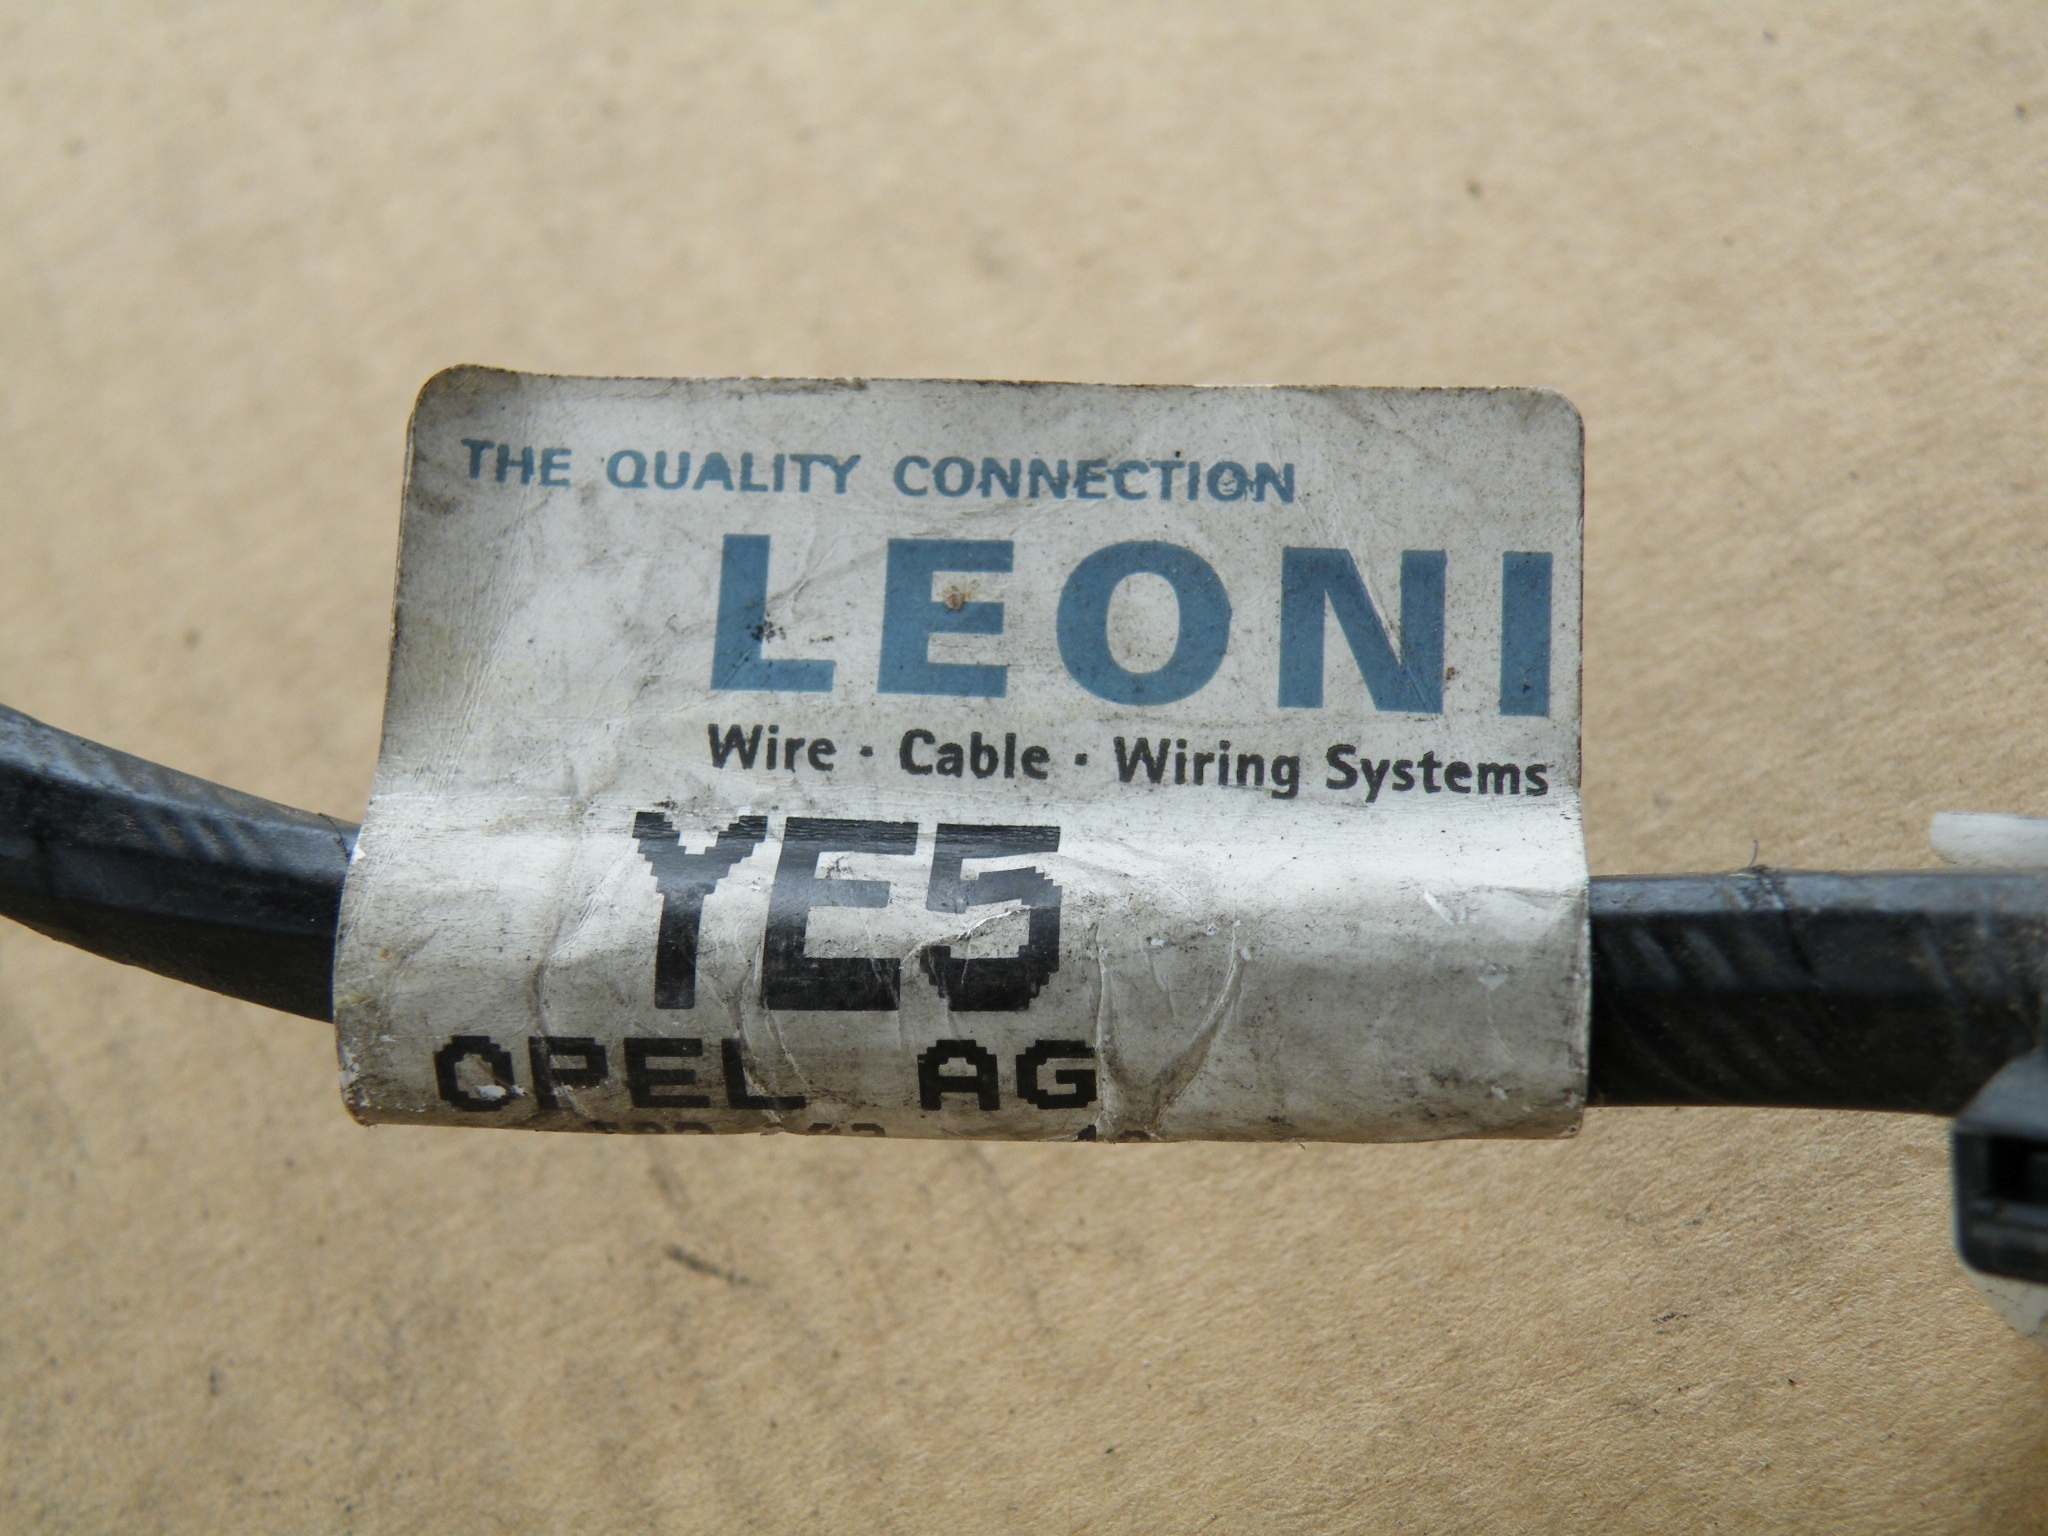 THE QUALITY CONNECTION
LEONI
Wire · Cable · Wiring Systems
YE5
OPEL AG